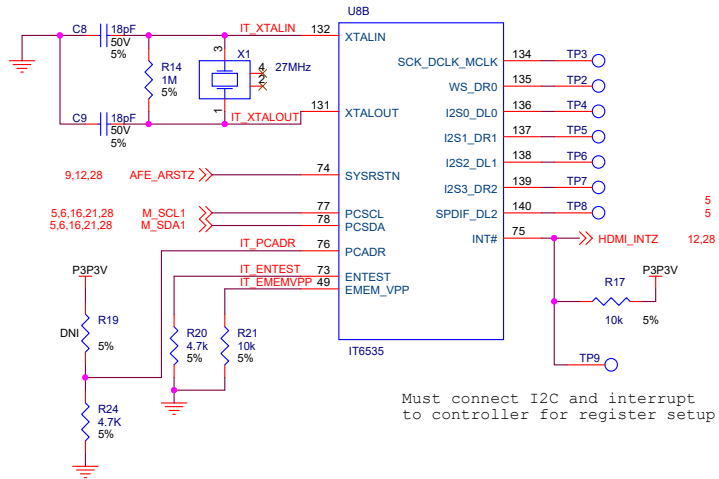 U8B
C8
18pF
50V
5%
IT_XTALIN
132
XTALIN
R14
1M
5%
3
X1
4
2
27MHz
1
C9
18pF
50V
5%
IT_XTALOUT
131
XTALOUT
SCK_DCLK_MCLK
134
TP3
WS_DR0
135
TP2
I2S0_DL0
136
TP4
I2S1_DR1
137
TP5
I2S2_DL1
138
TP6
I2S3_DR2
139
TP7
SPDIF_DL2
140
TP8
5
5
INT#
75
HDMI_INTZ
12,28
9,12,28
AFE_ARSTZ
74
SYSRSTN
5,6,16,21,28
M_SCL1
77
PCSCL
5,6,16,21,28
M_SDA1
78
PCSDA
IT_PCADR
76
PCADR
IT_ENTEST
73
ENTEST
IT_EMEMVPP
49
EMEM_VPP
P3P3V
R19
DNI
5%
R20
4.7k
5%
R21
10k
5%
R24
4.7K
5%
IT6535
R17
10k
5%
P3P3V
TP9
Must connect I2C and interrupt
to controller for register setup